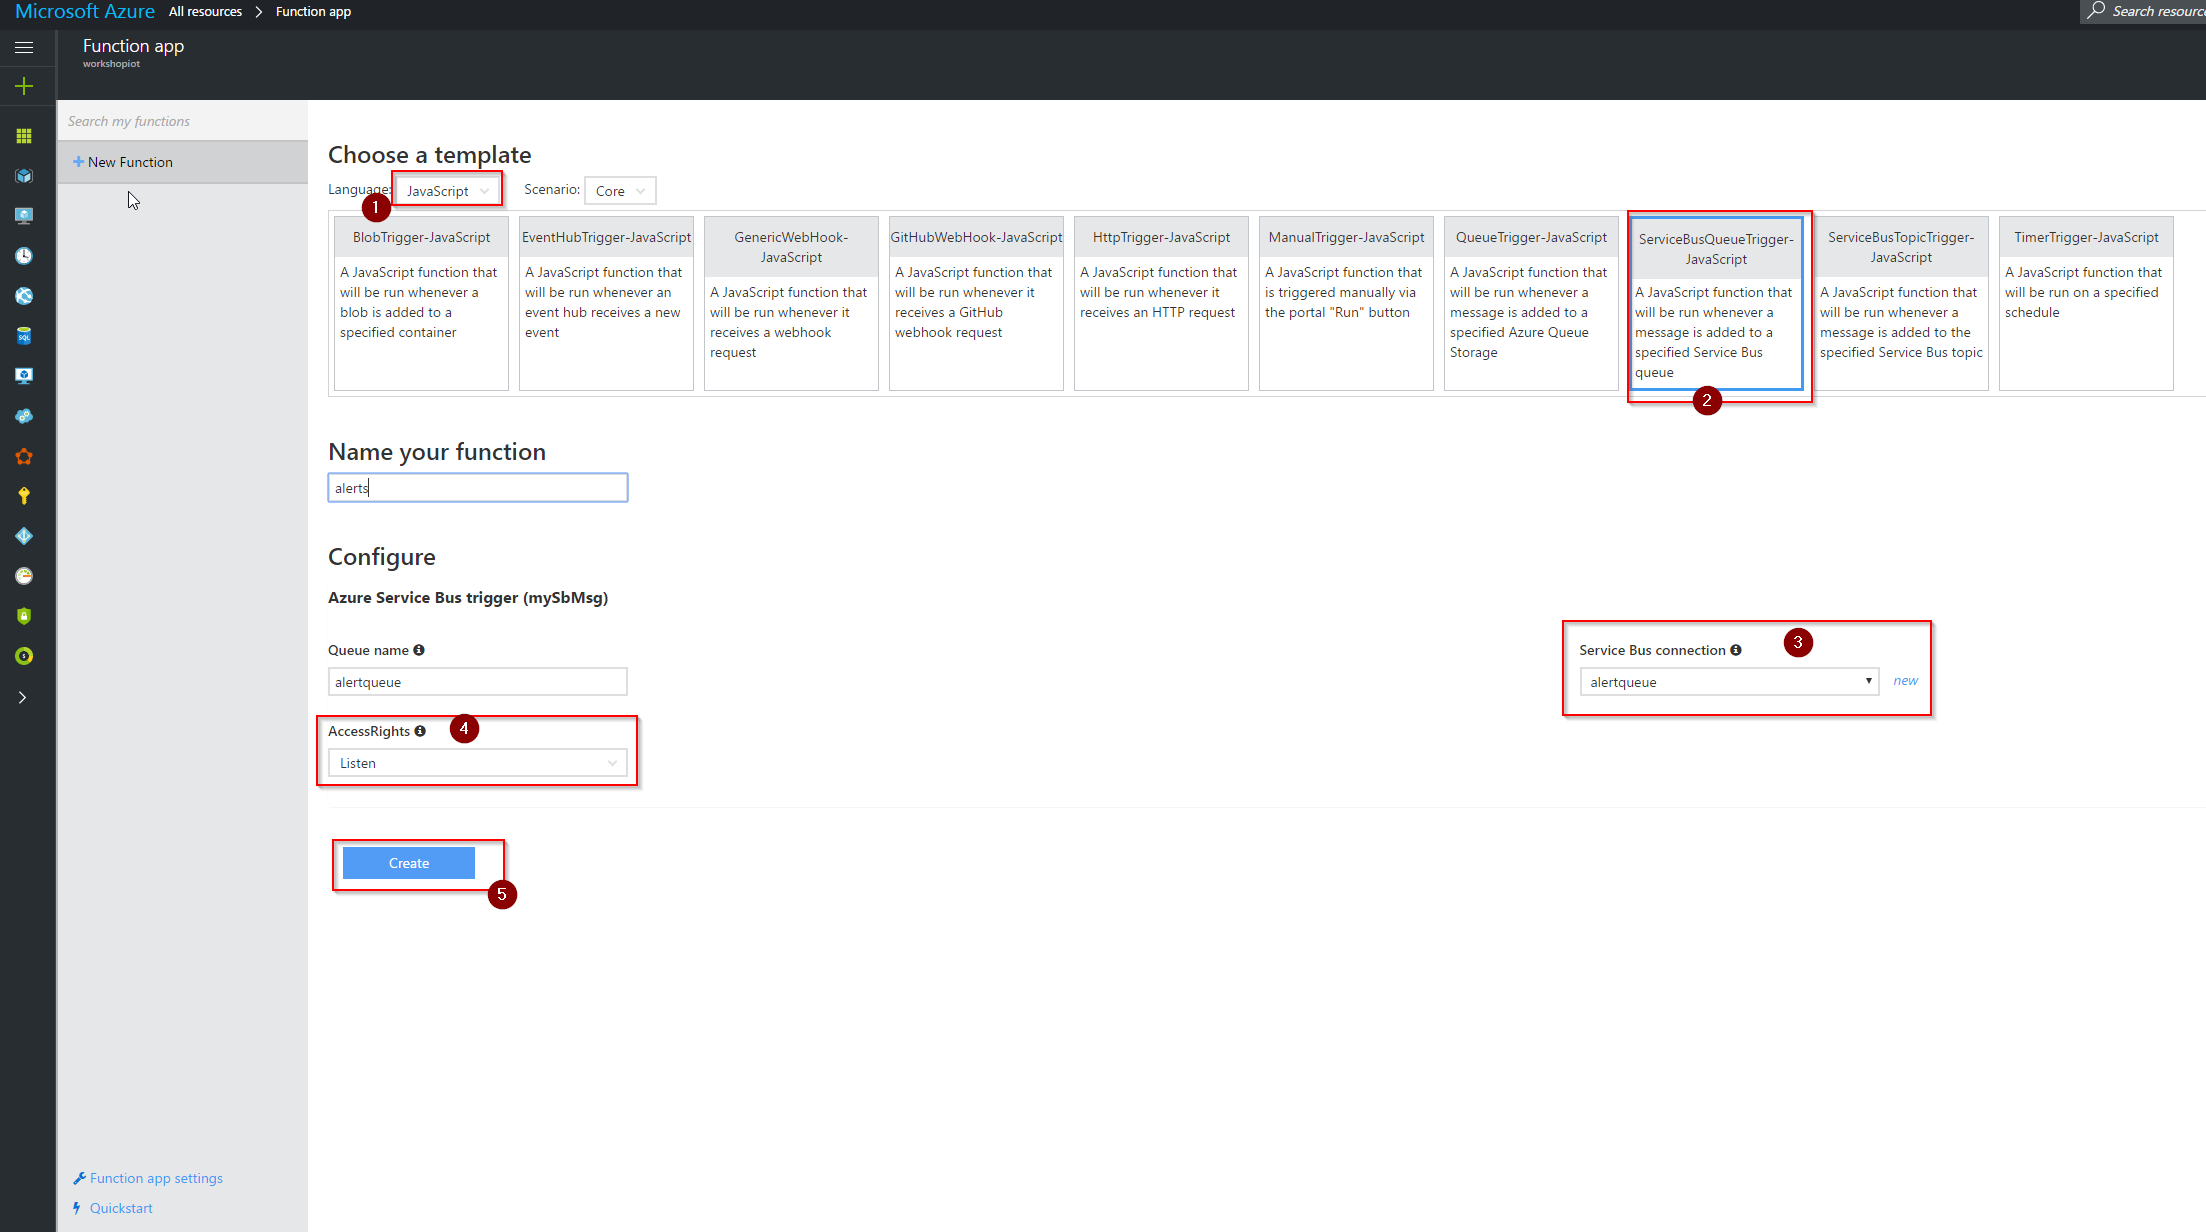 Microsoft Azure All resources > Function app
Search resourc
Function app
workshopiot
Search my functions
New Function
Choose a template
Language: JavaScript Scenario: Core
1
BlobTrigger-JavaScript
A JavaScript function that
will be run whenever a
blob is added to a
specified container
EventHubTrigger-JavaScript
A JavaScript function that
will be run whenever an
event hub receives a new
event
GenericWebHook-
JavaScript
A JavaScript function that
will be run whenever it
receives a webhook
request
GitHubWebHook-JavaScript
A JavaScript function that
will be run whenever it
receives a GitHub
webhook request
HttpTrigger-JavaScript
A JavaScript function that
will be run whenever it
receives an HTTP request
ManualTrigger-JavaScript
A JavaScript function that
is triggered manually via
the portal "Run" button
QueueTrigger-JavaScript
A JavaScript function that
will be run whenever a
message is added to a
specified Azure Queue
Storage
ServiceBusQueueTrigger-
JavaScript
A JavaScript function that
will be run whenever a
message is added to a
specified Service Bus
queue
2
ServiceBusTopicTrigger-
JavaScript
A JavaScript function that
will be run whenever a
message is added to the
specified Service Bus topic
TimerTrigger-JavaScript
A JavaScript function that
will be run on a specified
schedule
Name your function
alerts
Configure
Azure Service Bus trigger (mySbMsg)
Queue name
alertqueue
Service Bus connection
3
alertqueue
new
AccessRights
4
Listen
Create
5
Function app settings
Quickstart
SQL